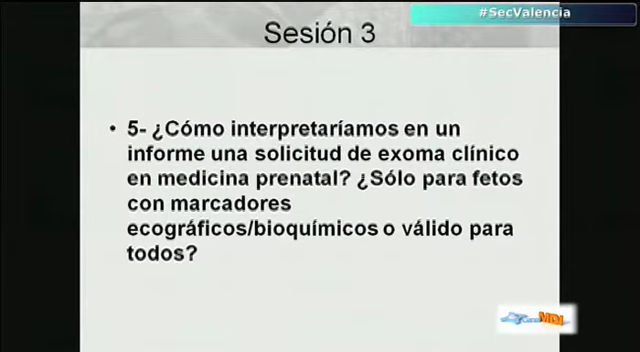 #SecValencia
Sesión 3
• 5- ¿Cómo interpretaríamos en un
informe una solicitud de exoma clínico
en medicina prenatal? ¿Sólo para fetos
con marcadores
ecográficos/bioquímicos o válido para
todos?